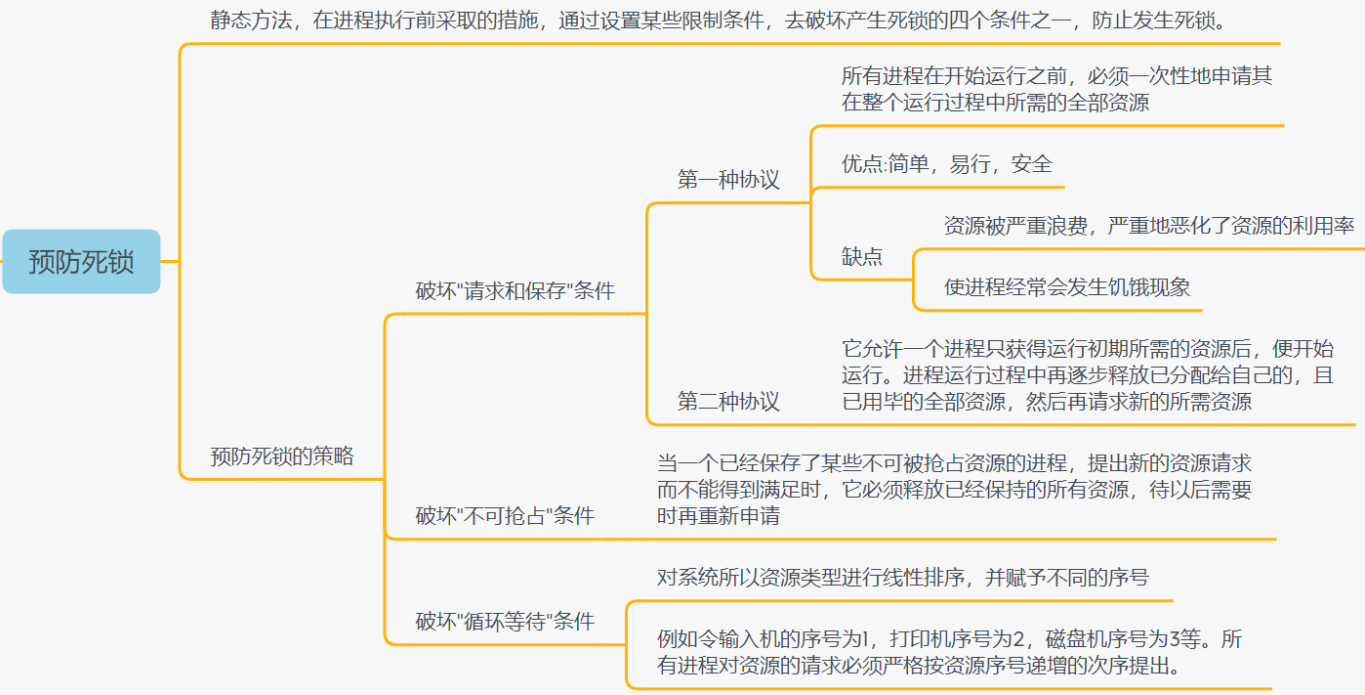 静态方法，在进程执行前采取的措施，通过设置某些限制条件，去破坏产生死锁的四个条件之一，防止发生死锁。
预防死锁
预防死锁的策略
破坏"请求和保存"条件
第一种协议
所有进程在开始运行之前，必须一次性地申请其
在整个运行过程中所需的全部资源
优点:简单，易行，安全
缺点
资源被严重浪费，严重地恶化了资源的利用率
使进程经常会发生饥饿现象
第二种协议
它允许一个进程只获得运行初期所需的资源后，便开始
运行。进程运行过程中再逐步释放已分配给自己的，且
已用毕的全部资源，然后再请求新的所需资源
破坏"不可抢占"条件
当一个已经保存了某些不可被抢占资源的进程，提出新的资源请求
而不能得到满足时，它必须释放已经保持的所有资源，待以后需要
时再重新申请
破坏"循环等待"条件
对系统所以资源类型进行线性排序，并赋予不同的序号
例如令输入机的序号为1，打印机序号为2，磁盘机序号为3等。所
有进程对资源的请求必须严格按资源序号递增的次序提出。